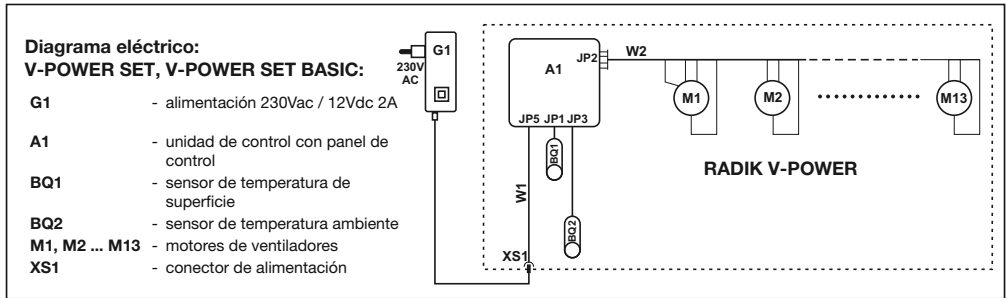 Diagrama eléctrico:
V-POWER SET, V-POWER SET BASIC:
G1 - alimentación 230Vac / 12Vdc 2A
A1 - unidad de control con panel de
control
BQ1 - sensor de temperatura de
superficie
BQ2 - sensor de temperatura ambiente
M1, M2 ... M13 - motores de ventiladores
XS1 - conector de alimentación
G1
230V
AC
A1
JP2
W2
JP5 JP1 JP3
M1
M2
M13
BQ1
W1
BQ2
XS1
RADIK V-POWER